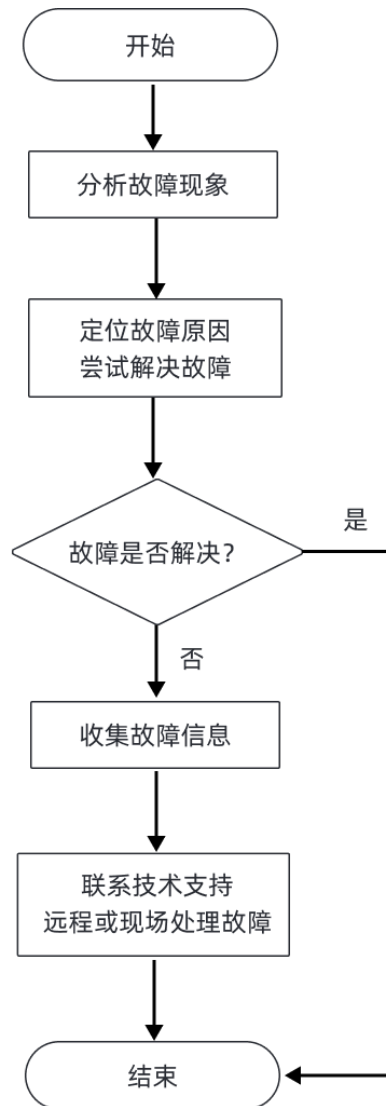 开始
分析故障现象
定位故障原因
尝试解决故障
故障是否解决？
是
否
收集故障信息
联系技术支持
远程或现场处理故障
结束